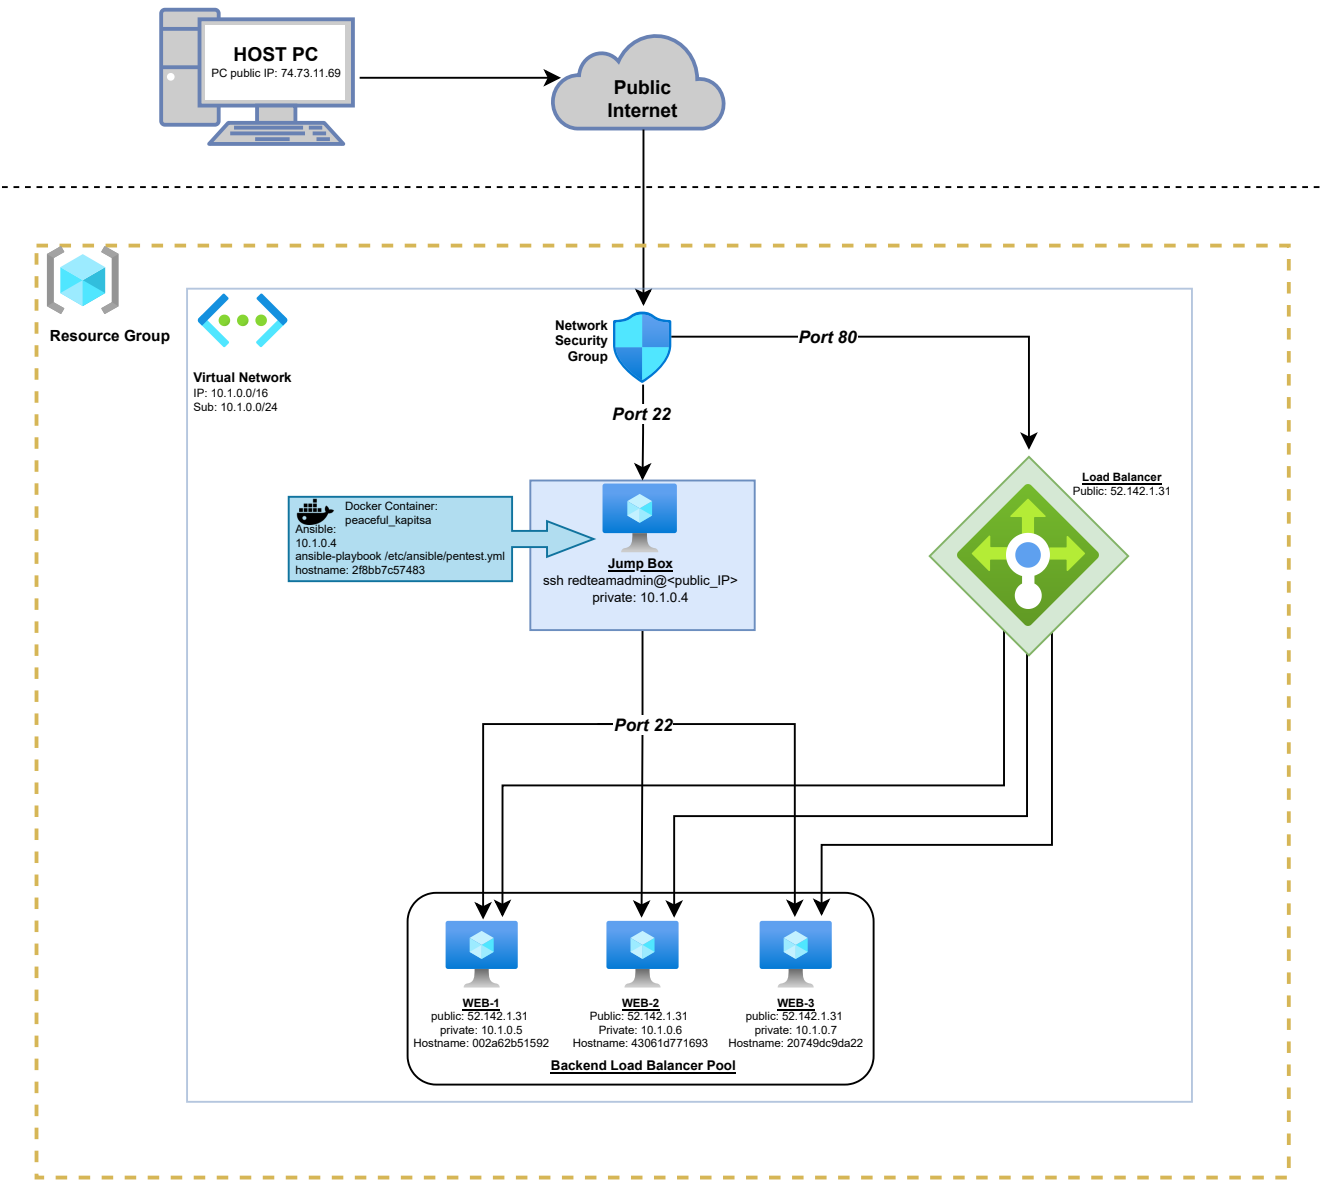 HOST PC
PC public IP: 74.73.11.69
Public
Internet
Resource Group
Virtual Network
IP: 10.1.0.0/16
Sub: 10.1.0.0/24
Network
Security
Group
Port 80
Port 22
Load Balancer
Public: 52.142.1.31
Docker Container:
peaceful_kapitsa
Ansible:
10.1.0.4
ansible-playbook /etc/ansible/pentest.yml
hostname: 2f8bb7c57483
Jump Box
ssh redteamadmin@<public_IP>
private: 10.1.0.4
Port 22
WEB-1
public: 52.142.1.31
private: 10.1.0.5
Hostname: 002a62b51592
WEB-2
Public: 52.142.1.31
Private: 10.1.0.6
Hostname: 43061d771693
WEB-3
public: 52.142.1.31
private: 10.1.0.7
Hostname: 20749dc9da22
Backend Load Balancer Pool